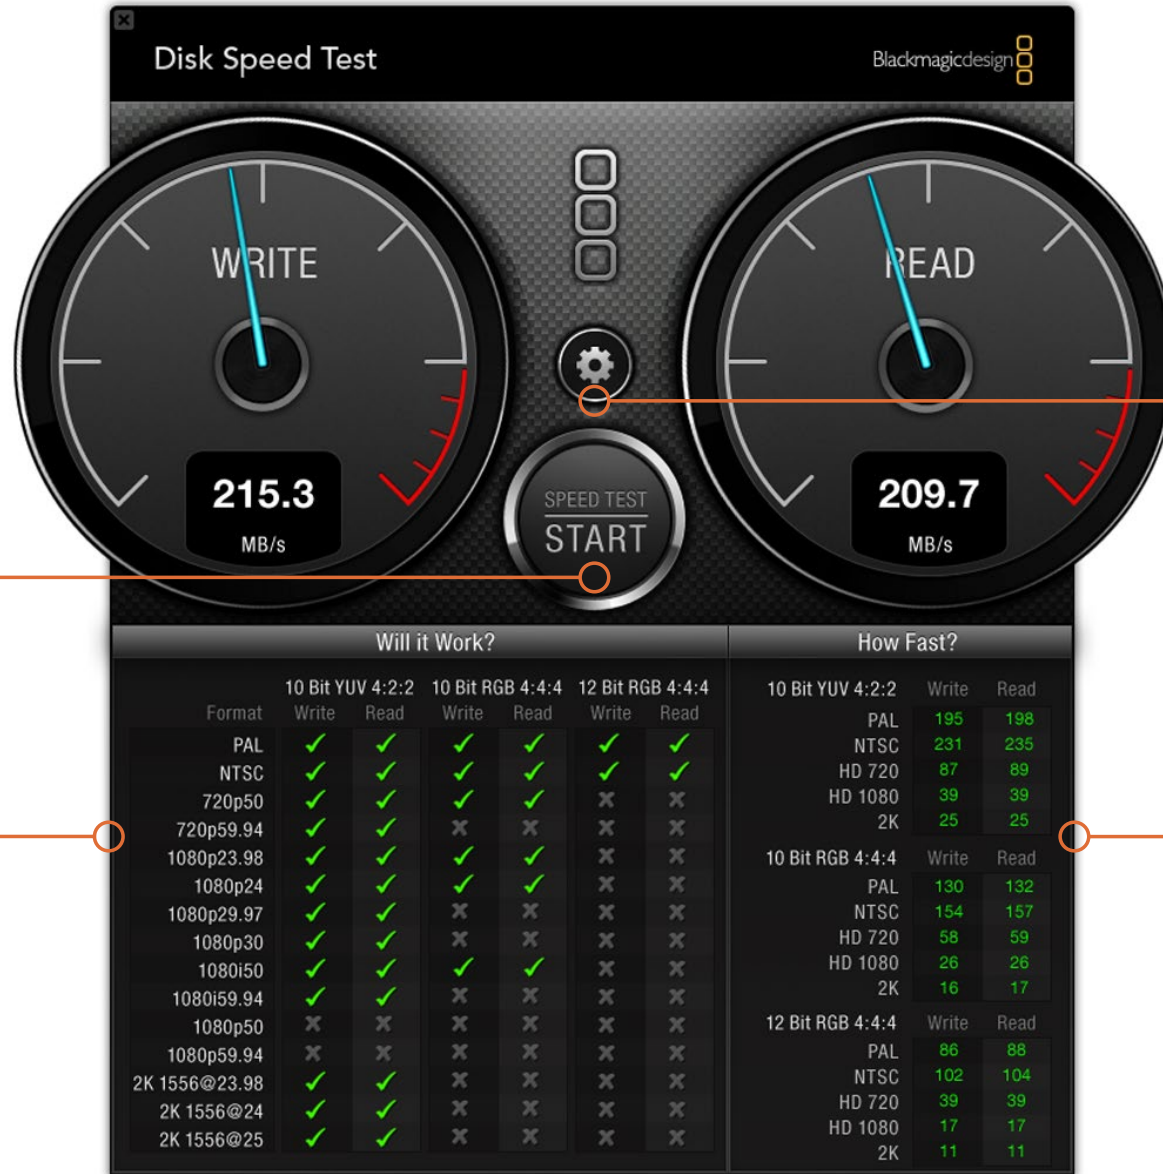 Disk Speed Test
Blackmagicdesign
WRITE
READ
215.3
MB/s
SPEED TEST
START
209.7
MB/s
Will it Work?
10 Bit YUV 4:2:2 10 Bit RGB 4:4:4 12 Bit RGB 4:4:4
Format Write Read Write Read Write Read
PAL
NTSC
720p50
720p59.94
1080p23.98
1080p24
1080p29.97
1080p30
1080i50
1080i59.94
1080p50
1080p59.94
2K 1556@23.98
2K 1556@24
2K 1556@25
How Fast?
10 Bit YUV 4:2:2 Write Read
PAL 195 198
NTSC 231 235
HD 720 87 89
HD 1080 39 39
2K 25 25
10 Bit RGB 4:4:4 Write Read
PAL 130 132
NTSC 154 157
HD 720 58 59
HD 1080 26 26
2K 16 17
12 Bit RGB 4:4:4 Write Read
PAL 86 88
NTSC 102 104
HD 720 39 39
HD 1080 17 17
2K 11 11